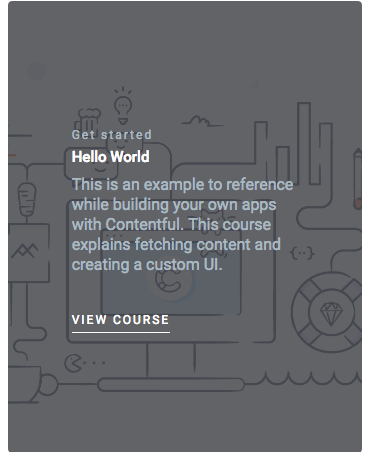 Get started
Hello World
This is an example to reference
while building your own apps
with Contentful. This course
explains fetching content and
creating a custom UI.
VIEW COURSE